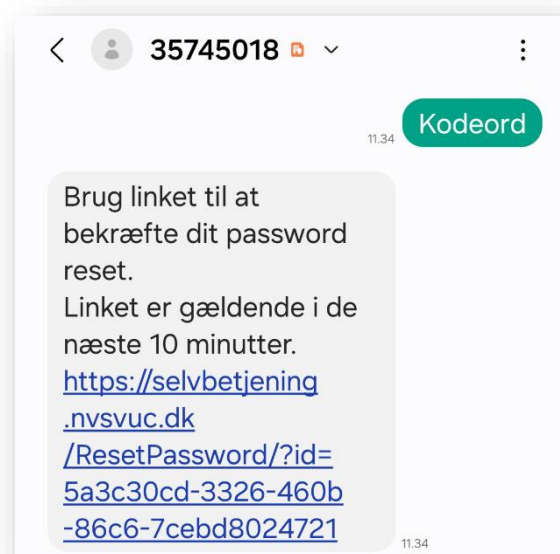 35745018
Kodeord
11.34
Brug linket til at
bekræfte dit password
reset.
Linket er gældende i de
næste 10 minutter.
https://selvbetjening
.nvsvuc.dk
/ResetPassword/?id=
5a3c30cd-3326-460b
-86c6-7cebd8024721
11.34